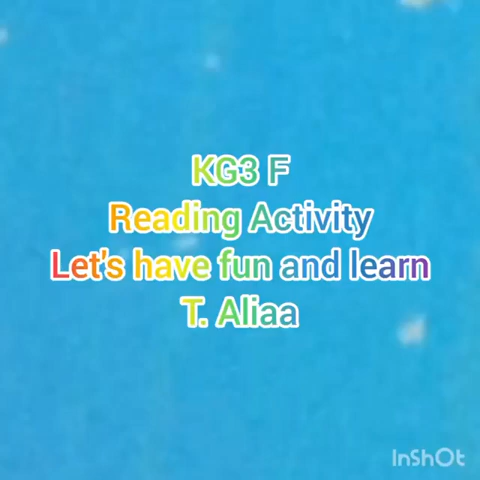 KG3 F
Reading Activity
Let's have fun and learn
T. Aliaa
InShOt